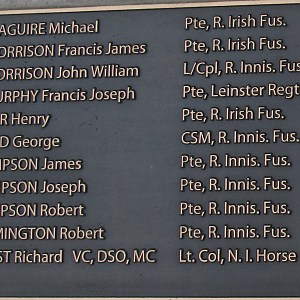 AGUIRE Michael Pte, R. Irish Fus.
ORRISON Francis James Pte, R. Irish Fus.
ORRISON John William L/Cpl, R. Innis. Fus
URPHY Francis Joseph Pte, Leinster Regt
R Henry Pte, R. Irish Fus.
D George CSM, R. Innis. Fus.
MPSON James Pte, R. Innis. Fus.
PSON Joseph Pte, R. Innis. Fus.
PSON Robert Pte, R. Innis. Fus.
MINGTON Robert Pte, R. Innis. Fus.
ST Richard VC, DSO, MC Lt. Col, N. I. Horse